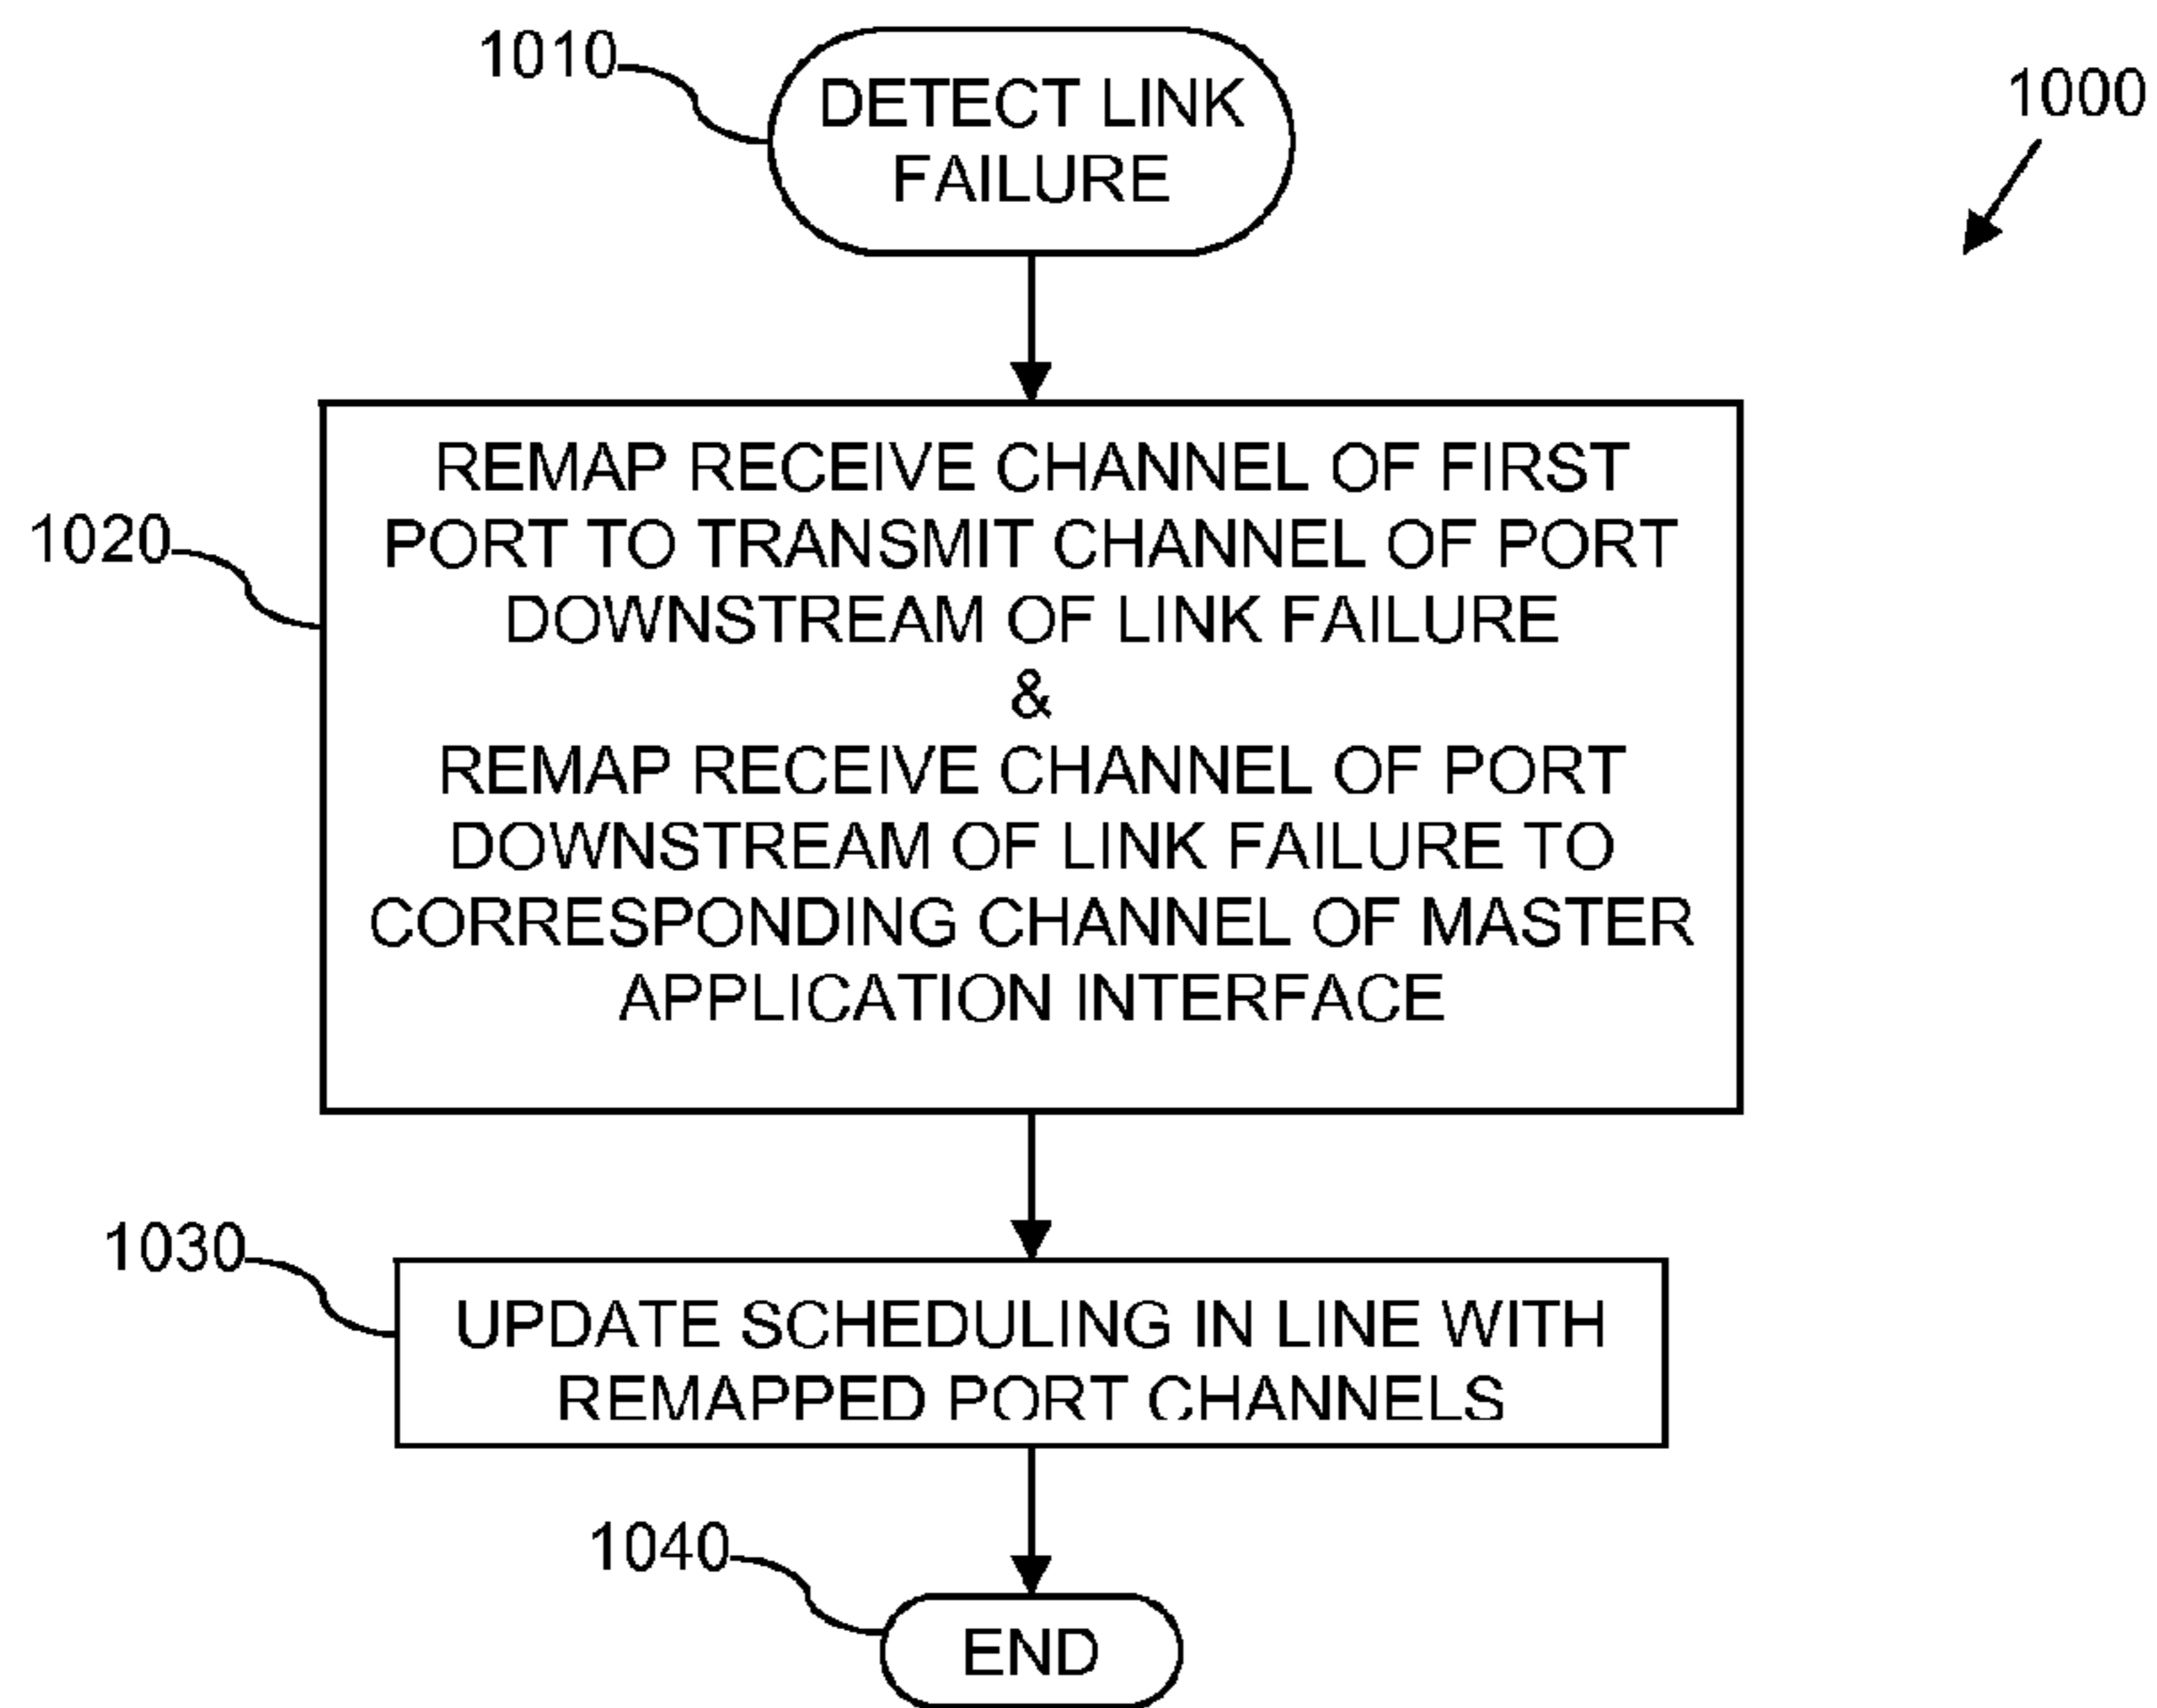 1010
DETECT LINK
FAILURE
1000
1020
REMAP RECEIVE CHANNEL OF FIRST
PORT TO TRANSMIT CHANNEL OF PORT
DOWNSTREAM OF LINK FAILURE
&
REMAP RECEIVE CHANNEL OF PORT
DOWNSTREAM OF LINK FAILURE TO
CORRESPONDING CHANNEL OF MASTER
APPLICATION INTERFACE
1030
UPDATE SCHEDULING IN LINE WITH
REMAPPED PORT CHANNELS
1040
END